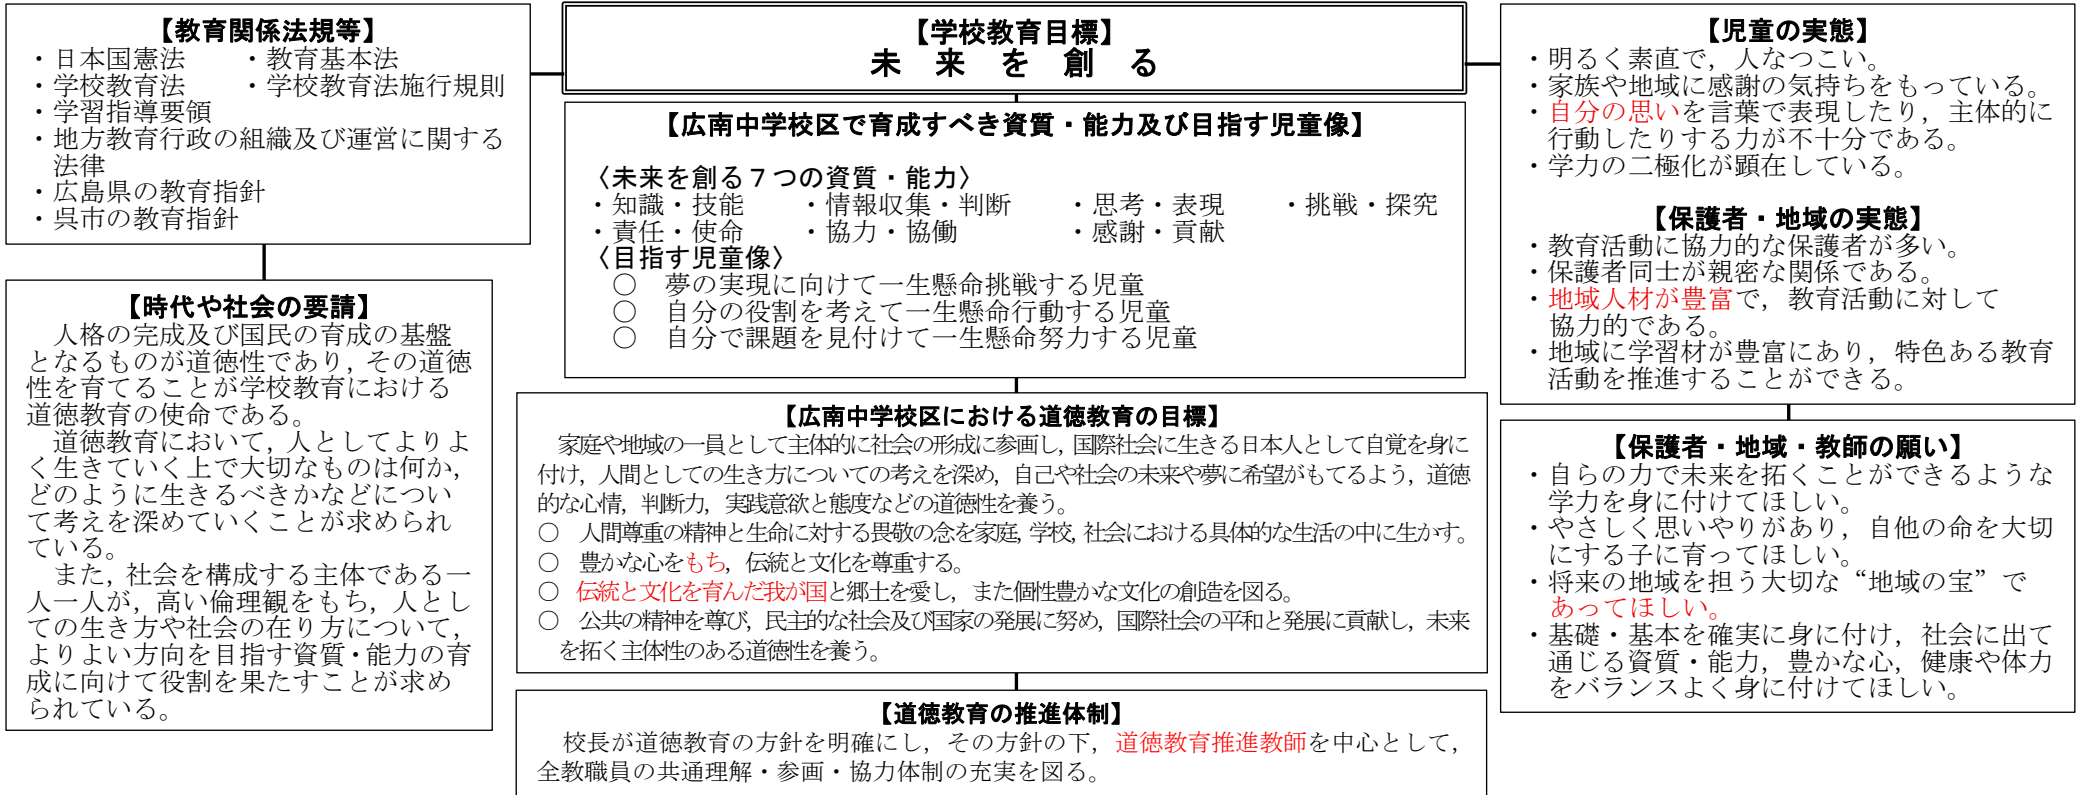 【教育関係法規等】
・日本国憲法　　・教育基本法
・学校教育法　　・学校教育法施行規則
・学習指導要領
・地方教育行政の組織及び運営に関する
法律
・広島県の教育指針
・呉市の教育指針
【時代や社会の要請】
人格の完成及び国民の育成の基盤
となるものが道徳性であり，その道徳
性を育てることが学校教育における
道徳教育の使命である。
道徳教育において，人としてよりよ
く生きていく上で大切なものは何か，
どのように生きるべきかなどについ
て考えを深めていくことが求められ
ている。
また，社会を構成する主体である一
人一人が，高い倫理観をもち，人とし
ての生き方や社会の在り方について，
よりよい方向を目指す資質・能力の育
成に向けて役割を果たすことが求め
られている。
【学校教育目標】
未　来　を　創　る
【広南中学校区で育成すべき資質・能力及び目指す児童像】
〈未来を創る７つの資質・能力〉
・知識・技能　　・情報収集・判断　　・思考・表現　　・挑戦・探究
・責任・使命　　・協力・協働　　・感謝・貢献
〈目指す児童像〉
○　夢の実現に向けて一生懸命挑戦する児童
○　自分の役割を考えて一生懸命行動する児童
○　自分で課題を見付けて一生懸命努力する児童
【広南中学校区における道徳教育の目標】
家庭や地域の一員として主体的に社会の形成に参画し，国際社会に生きる日本人として自覚を身に
付け，人間としての生き方についての考えを深め，自己や社会の未来や夢に希望がもてるよう，道徳
的な心情，判断力，実践意欲と態度などの道徳性を養う。
○　人間尊重の精神と生命に対する畏敬の念を家庭，学校，社会における具体的な生活の中に生かす。
○　豊かな心をもち，伝統と文化を尊重する。
○　伝統と文化を育んだ我が国と郷土を愛し，また個性豊かな文化の創造を図る。
○　公共の精神を尊び，民主的な社会及び国家の発展に努め，国際社会の平和と発展に貢献し，未来
を拓く主体性のある道徳性を養う。
【道徳教育の推進体制】
校長が道徳教育の方針を明確にし，その方針の下，道徳教育推進教師を中心として，
全教職員の共通理解・参画・協力体制の充実を図る。
【児童の実態】
・明るく素直で，人なつこい。
・家族や地域に感謝の気持ちをもっている。
・自分の思いを言葉で表現したり，主体的に
行動したりする力が不十分である。
・学力の二極化が顕在している。
【保護者・地域の実態】
・教育活動に協力的な保護者が多い。
・保護者同士が親密な関係である。
・地域人材が豊富で，教育活動に対して
協力的である。
・地域に学習材が豊富にあり，特色ある教育
活動を推進することができる。
【保護者・地域・教師の願い】
・自らの力で未来を拓くことができるような
学力を身に付けてほしい。
・やさしく思いやりがあり，自他の命を大切
にする子に育ってほしい。
・将来の地域を担う大切な“地域の宝”で
あってほしい。
・基礎・基本を確実に身に付け，社会に出て
通じる資質・能力，豊かな心，健康や体力
をバランスよく身に付けてほしい。